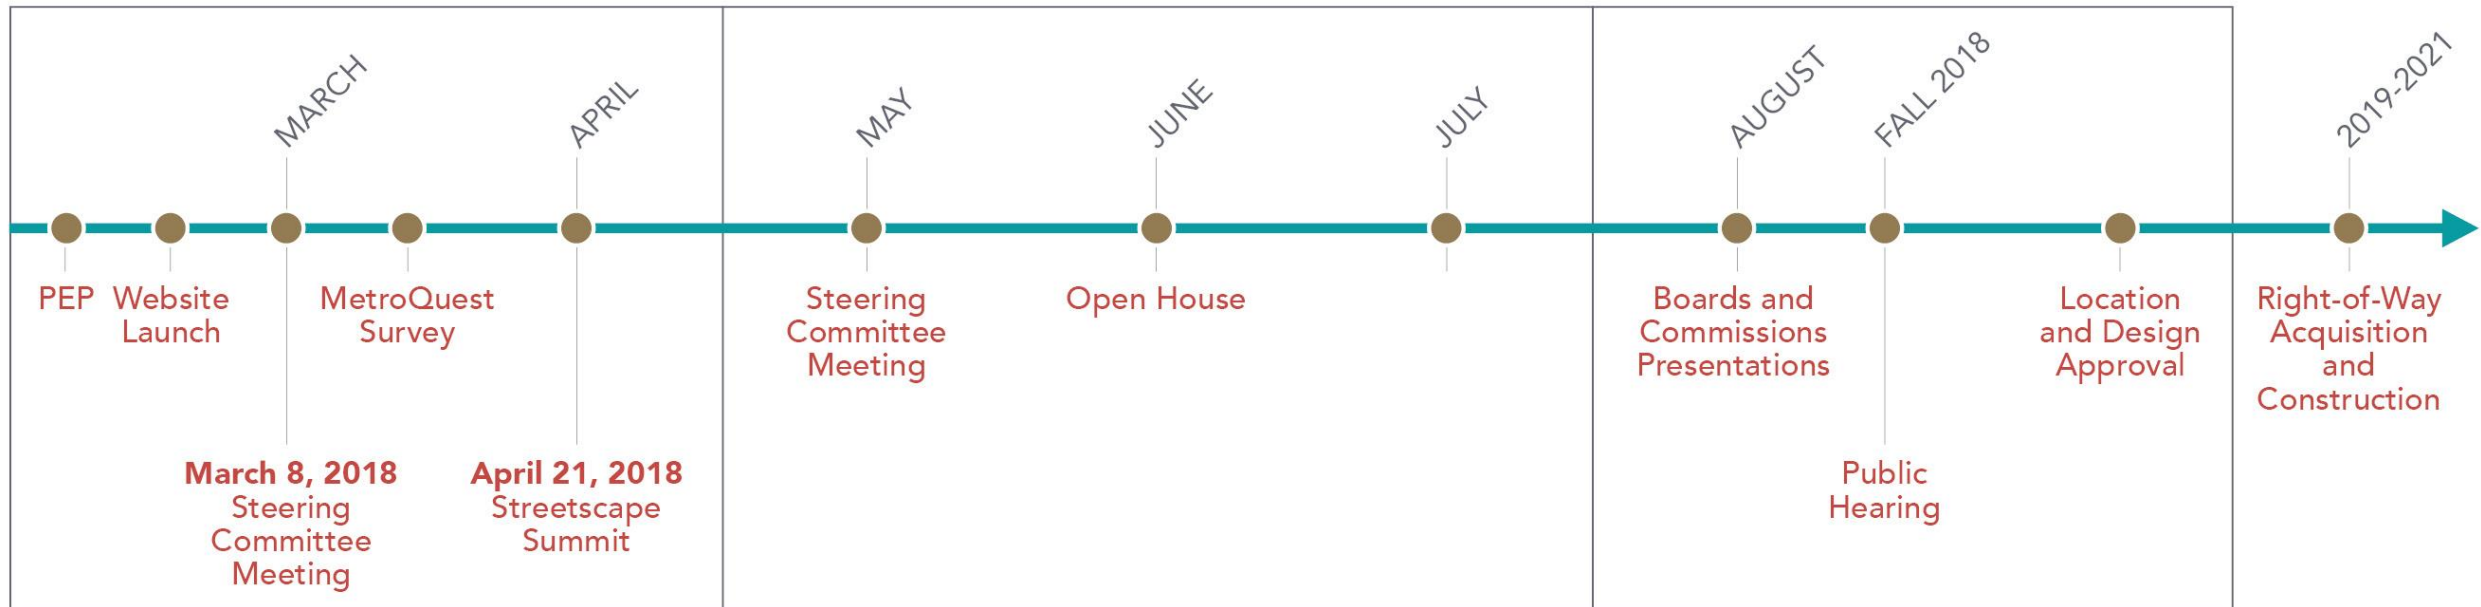 MARCH
APRIL
MAY
JUNE
JULY
AUGUST
FALL 2018
2019-2021
PEP
Website
Launch
MetroQuest
Survey
Steering
Committee
Meeting
Open House
Boards and
Commissions
Presentations
Location
and Design
Approval
Right-of-Way
Acquisition
and
Construction
March 8, 2018
Steering
Committee
Meeting
April 21, 2018
Streetscape
Summit
Public
Hearing